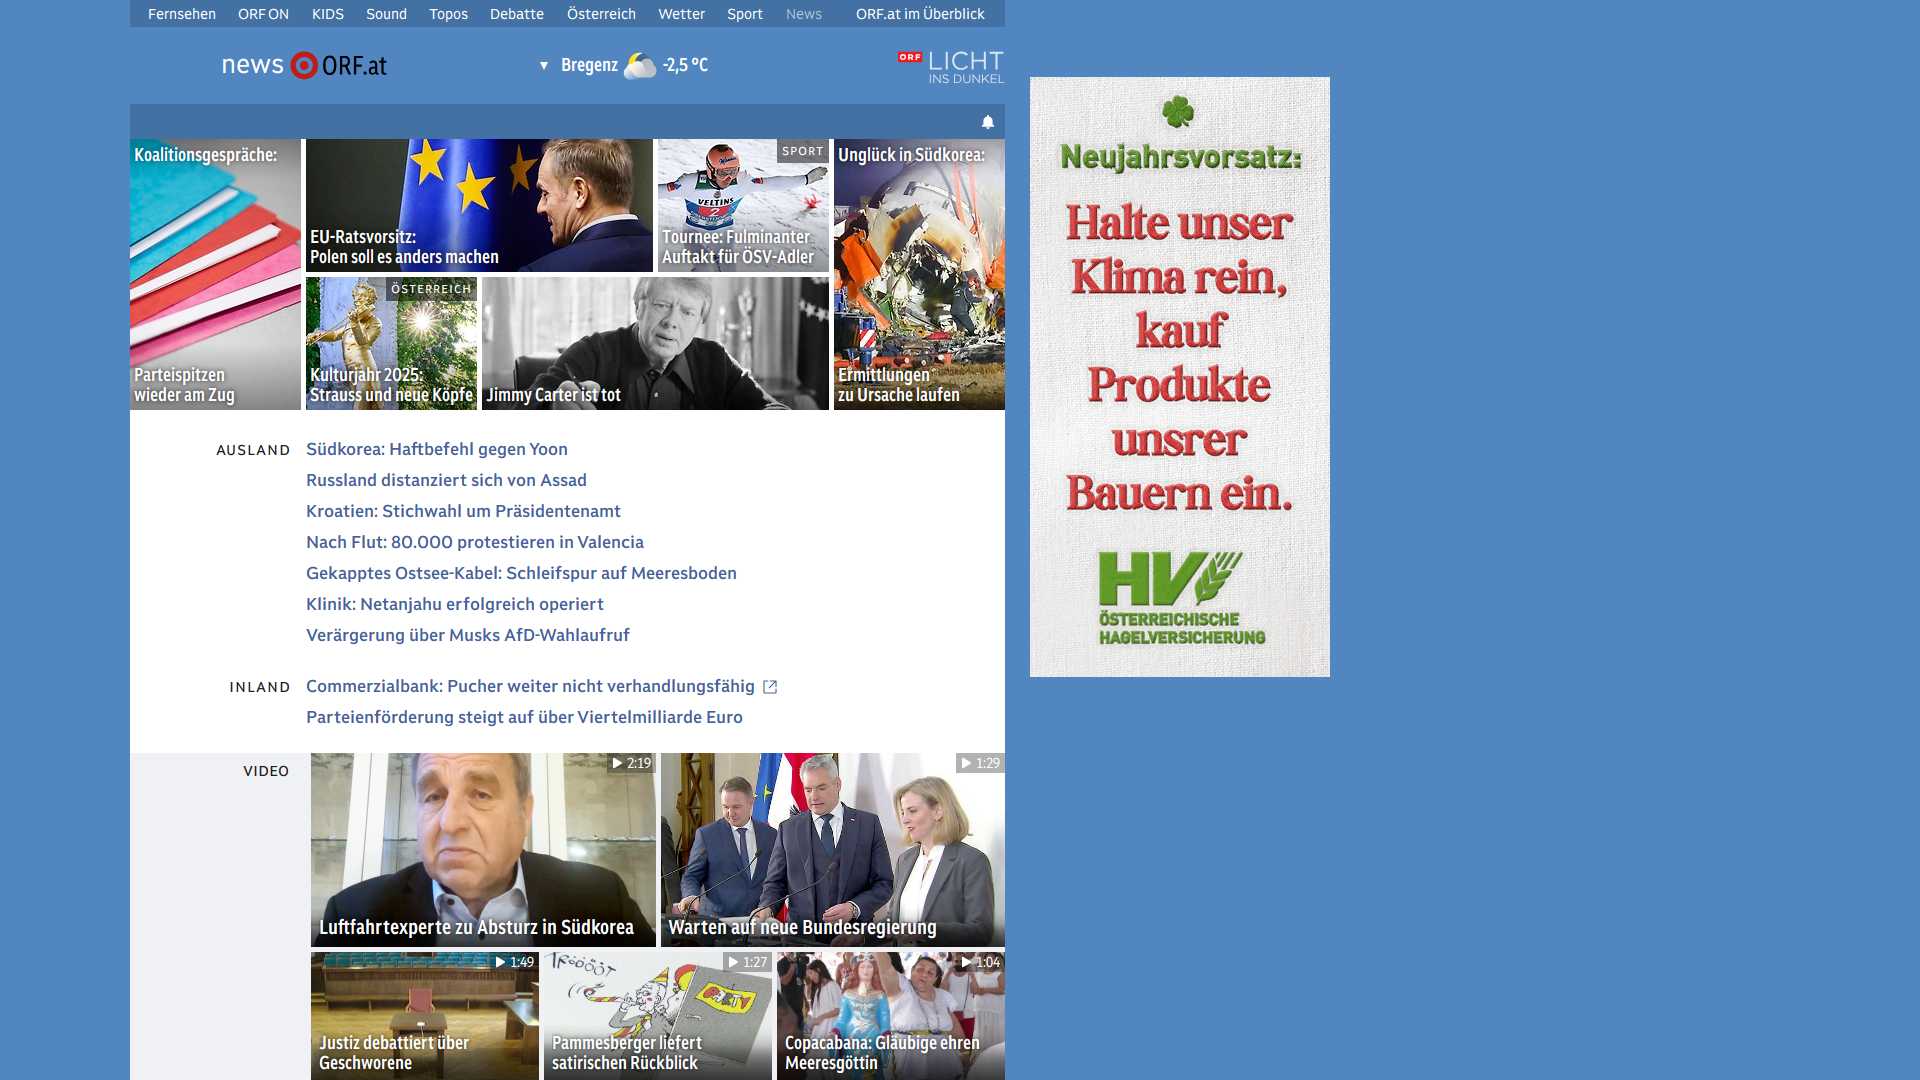 Fernsehen ORF ON KIDS Sound Topos Debatte Österreich Wetter Sport News ORF.at im Überblick
news ORF.at
Bregenz -2,5 °C
ORF LICHT
INS DUNKEL
Koalitionsgespräche:
Parteispitzen
wieder am Zug
EU-Ratsvorsitz:
Polen soll es anders machen
SPORT
VELTINS
2
Tournee: Fulminanter
Auftakt für ÖSV-Adler
Unglück in Südkorea:
Ermittlungen
zu Ursache laufen
ÖSTERREICH
Kulturjahr 2025:
Strauss und neue Köpfe
Jimmy Carter ist tot
AUSLAND
Südkorea: Haftbefehl gegen Yoon
Russland distanziert sich von Assad
Kroatien: Stichwahl um Präsidentenamt
Nach Flut: 80.000 protestieren in Valencia
Gekapptes Ostsee-Kabel: Schleifspur auf Meeresboden
Klinik: Netanjahu erfolgreich operiert
Verärgerung über Musks AfD-Wahlaufruf
INLAND
Commerzialbank: Pucher weiter nicht verhandlungsfähig
Parteienförderung steigt auf über Viertelmilliarde Euro
VIDEO
2:19
Luftfahrtexperte zu Absturz in Südkorea
1:29
Warten auf neue Bundesregierung
1:49
Justiz debattiert über
Geschworene
TRÖÖÖÖT
1:27
Pammesberger liefert
satirischen Rückblick
1:04
Copacabana: Gläubige ehren
Meeresgöttin
Neujahrsvorsatz:
Halte unser
Klima rein,
kauf
Produkte
unsrer
Bauern ein.
HV
ÖSTERREICHISCHE
HAGELVERSICHERUNG